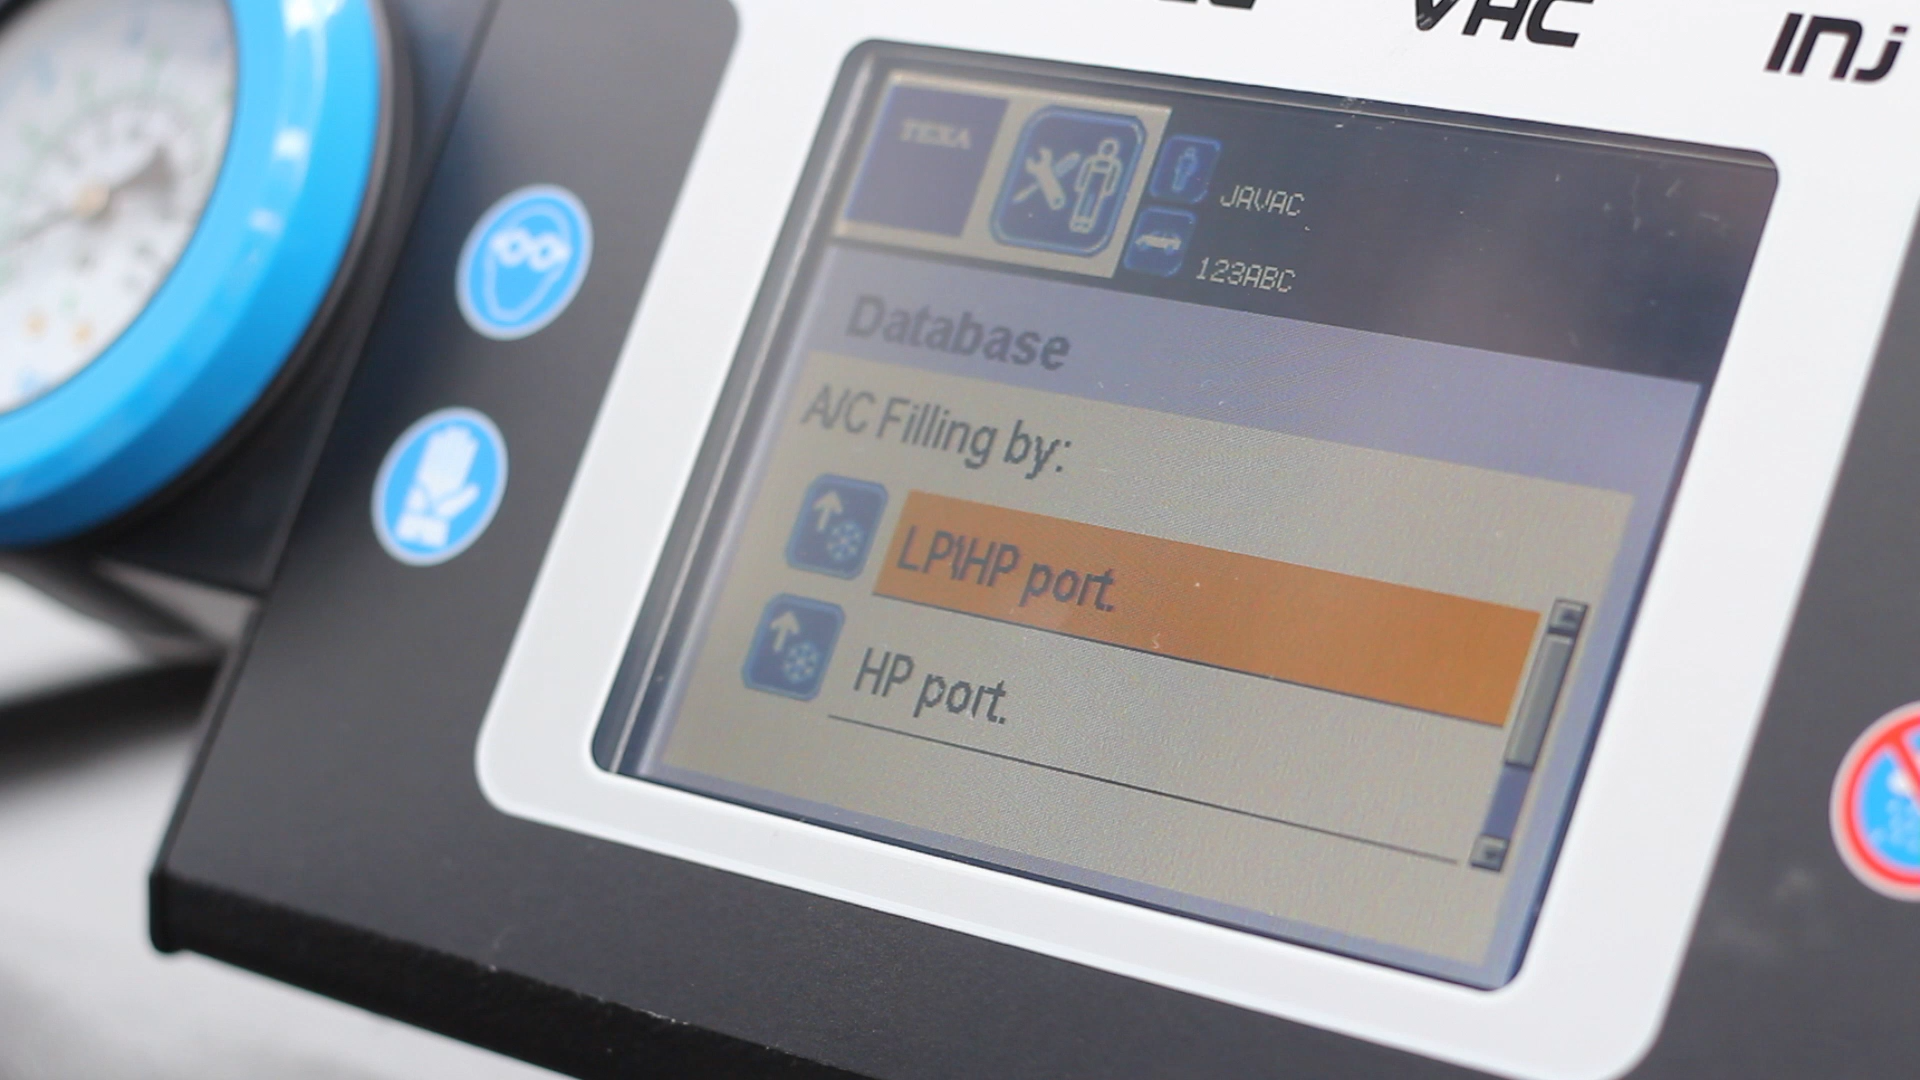 VAC
INJ
TEXA
JAVAC
123ABC
Database
A/C Filling by:
LP\HP port.
HP port.